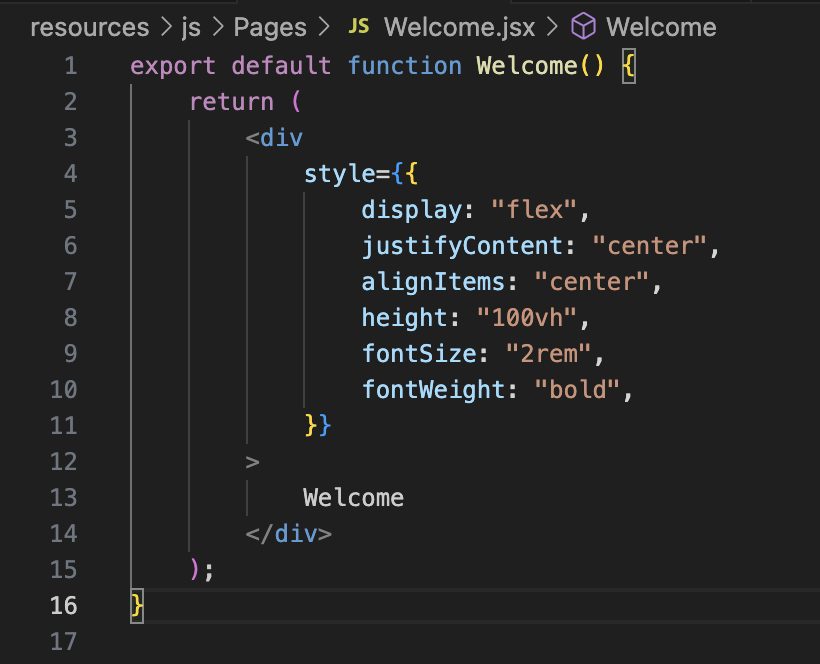 resources > js > Pages > JS Welcome.jsx > Welcome
1 export default function Welcome() {
2     return (
3         <div
4             style={{
5                 display: "flex",
6                 justifyContent: "center",
7                 alignItems: "center",
8                 height: "100vh",
9                 fontSize: "2rem",
10                 fontWeight: "bold",
11             }}
12         >
13             Welcome
14         </div>
15     );
16 }
17